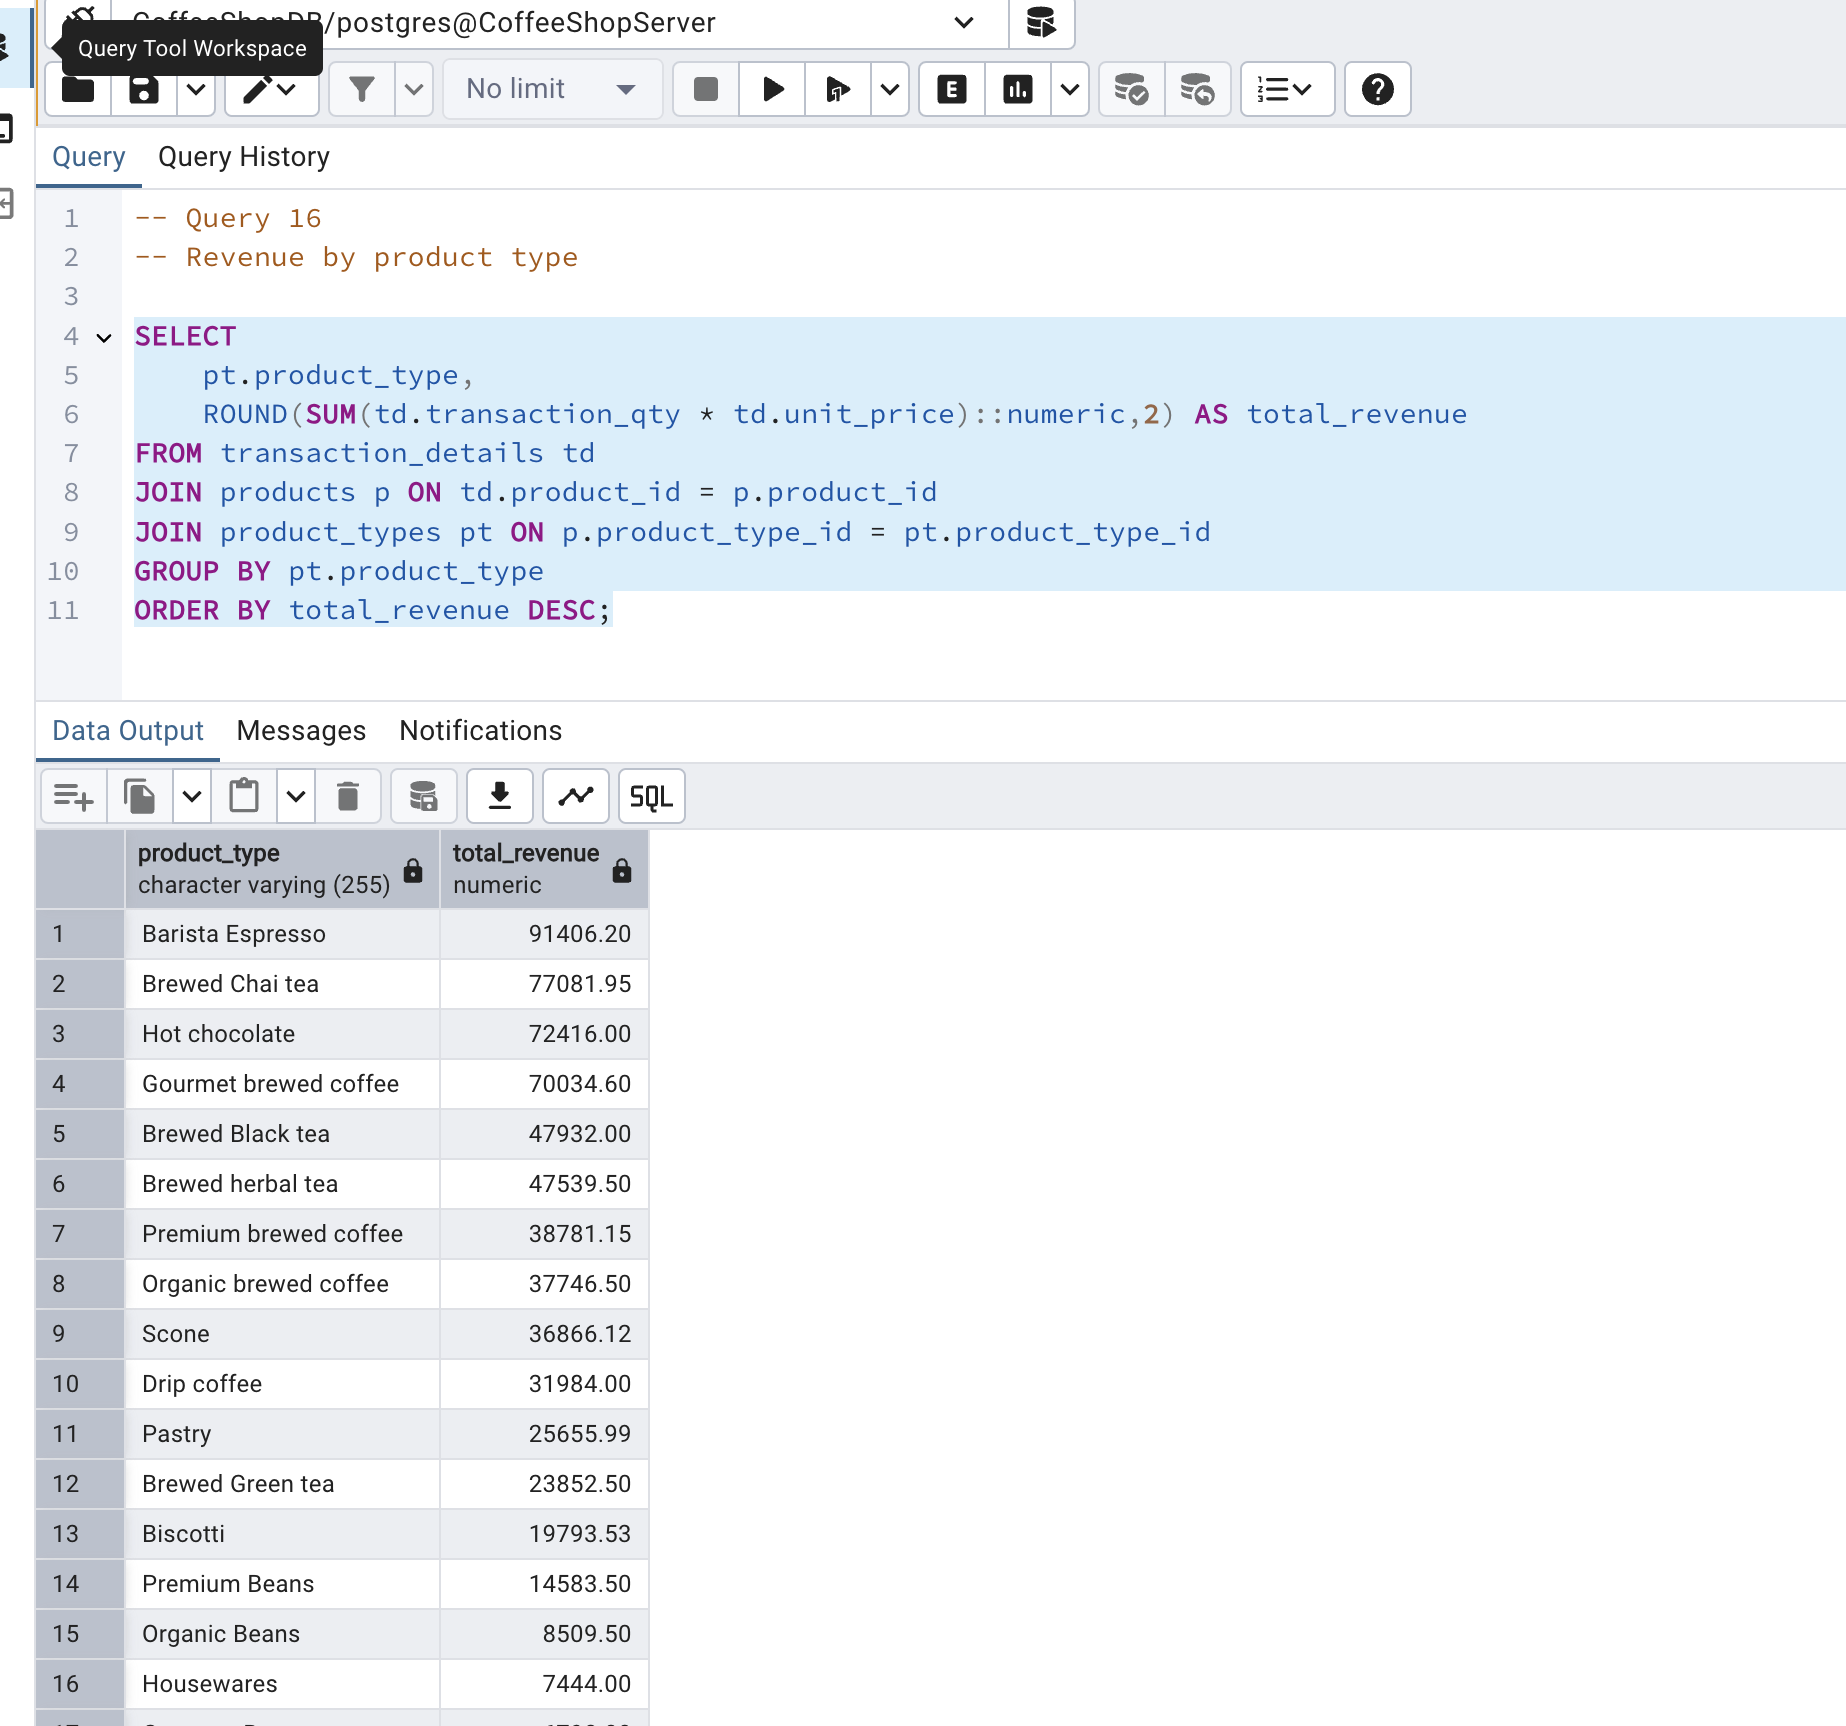 /postgres@CoffeeShopServer
Query Tool Workspace
No limit
E
Query Query History
1 -- Query 16
2 -- Revenue by product type
3
4 SELECT
5 pt.product_type,
6 ROUND(SUM(td.transaction_qty * td.unit_price)::numeric,2) AS total_revenue
7 FROM transaction_details td
8 JOIN products p ON td.product_id = p.product_id
9 JOIN product_types pt ON p.product_type_id = pt.product_type_id
10 GROUP BY pt.product_type
11 ORDER BY total_revenue DESC;
Data Output Messages Notifications
SQL
product_type total_revenue
character varying (255) numeric
1 Barista Espresso 91406.20
2 Brewed Chai tea 77081.95
3 Hot chocolate 72416.00
4 Gourmet brewed coffee 70034.60
5 Brewed Black tea 47932.00
6 Brewed herbal tea 47539.50
7 Premium brewed coffee 38781.15
8 Organic brewed coffee 37746.50
9 Scone 36866.12
10 Drip coffee 31984.00
11 Pastry 25655.99
12 Brewed Green tea 23852.50
13 Biscotti 19793.53
14 Premium Beans 14583.50
15 Organic Beans 8509.50
16 Housewares 7444.00